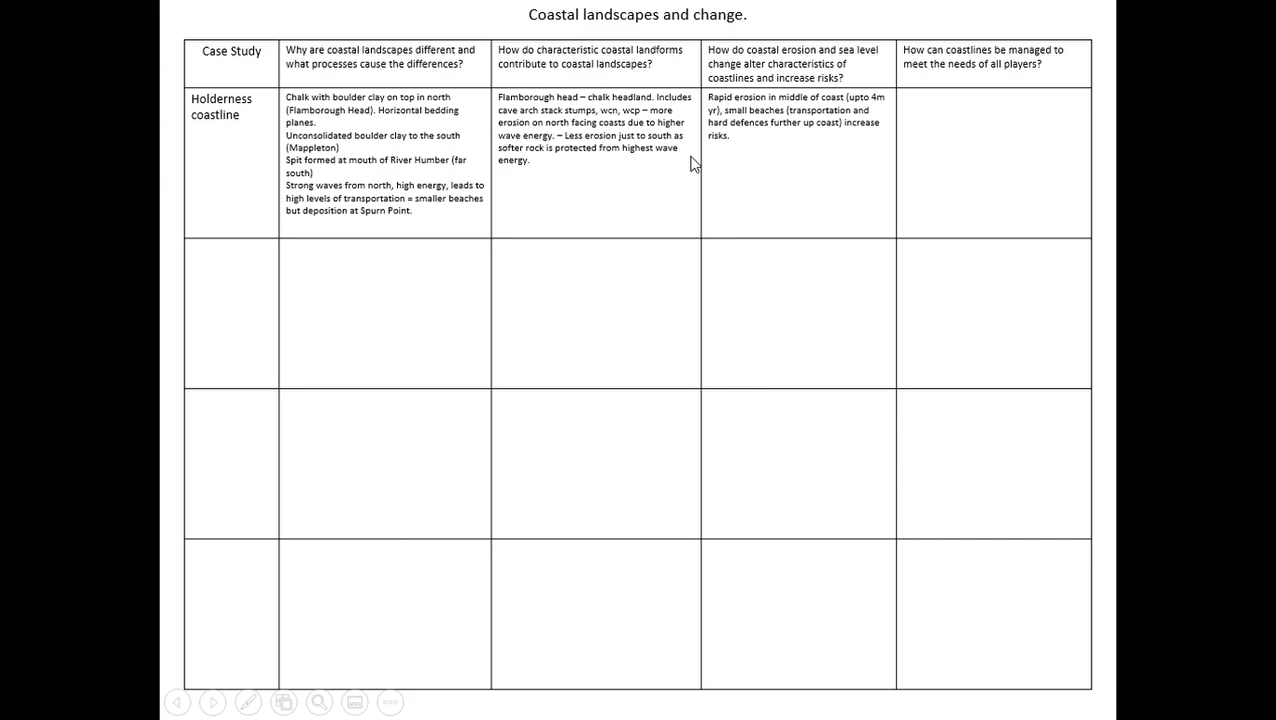 Coastal landscapes and change.
Case Study
Why are coastal landscapes different and
what processes cause the differences?
How do characteristic coastal landforms
contribute to coastal landscapes?
How do coastal erosion and sea level
change alter characteristics of
coastlines and increase risks?
How can coastlines be managed to
meet the needs of all players?
Holderness
coastline
Chalk with boulder clay on top in north
(Flamborough Head). Horizontal bedding
planes.
Unconsolidated boulder clay to the south
(Mappleton)
Spit formed at mouth of River Humber (far
south)
Strong waves from north, high energy, leads to
high levels of transportation = smaller beaches
but deposition at Spurn Point.
Flamborough head – chalk headland. Includes
cave arch stack stumps, wcn, wcp – more
erosion on north facing coasts due to higher
wave energy. – Less erosion just to south as
softer rock is protected from highest wave
energy.
Rapid erosion in middle of coast (upto 4m
yr), small beaches (transportation and
hard defences further up coast) increase
risks.